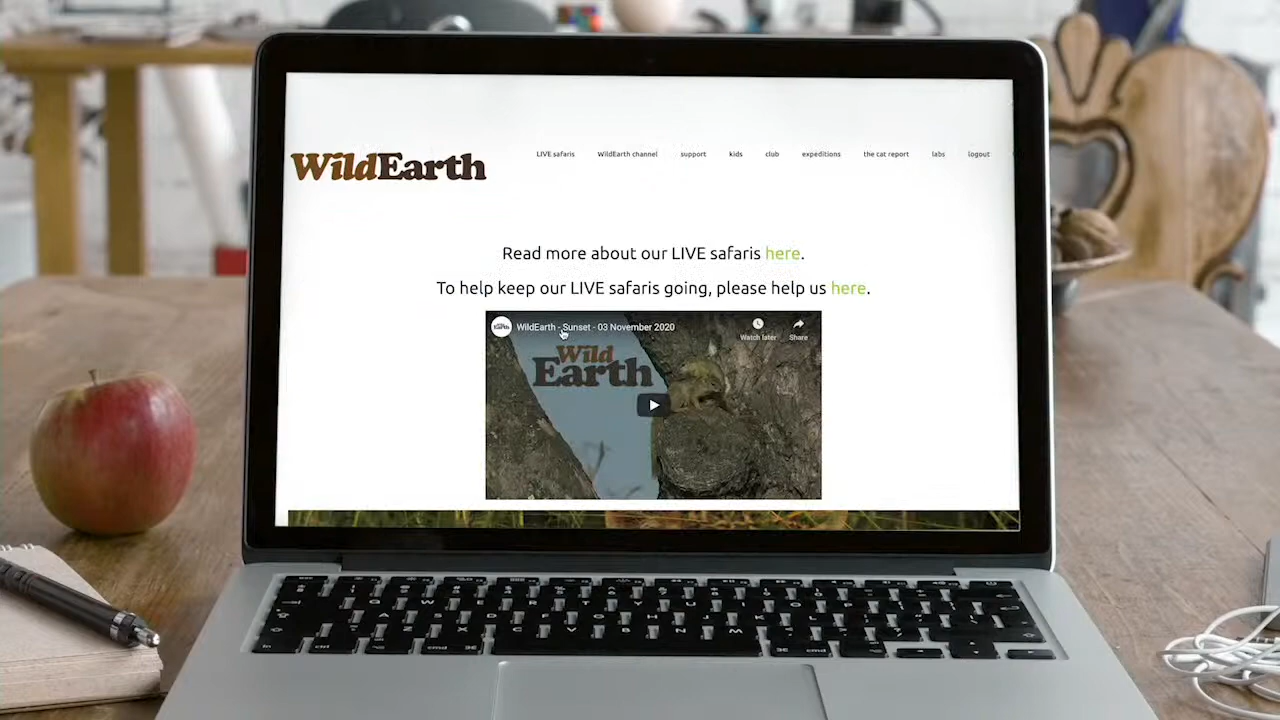 WildEarth
LIVE safaris WildEarth channel support kids club expeditions the cat report labs logout
Read more about our LIVE safaris here.
To help keep our LIVE safaris going, please help us here.
WildEarth - Sunset - 03 November 2020
Watch later Share
Wild
Earth